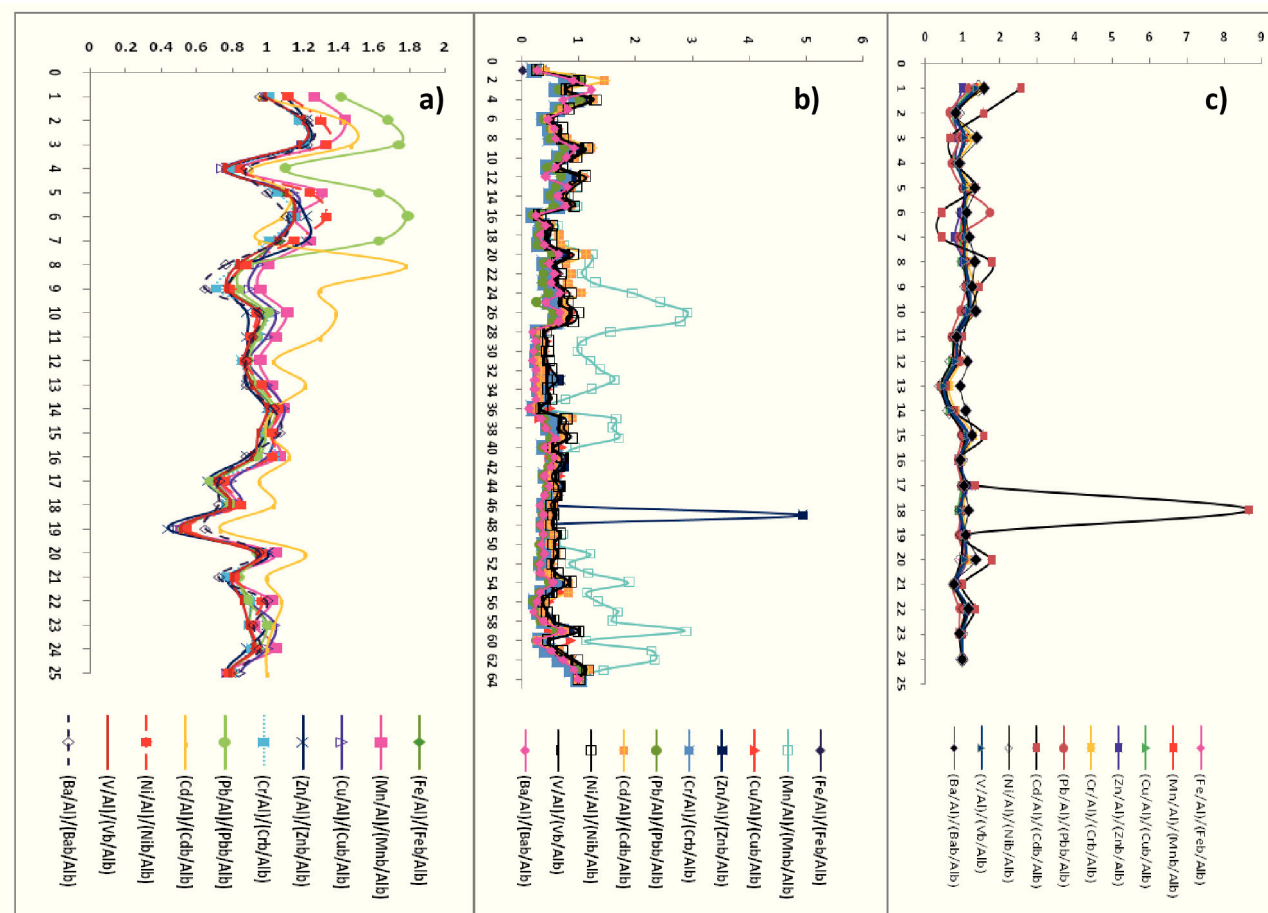 0 0.2 0.4 0.6 0.8 1 1.2 1.4 1.6 1.8 2
a)
0
1
2
3
4
5
6
7
8
9
10
11
12
13
14
15
16
17
18
19
20
21
22
23
24
25
(Ba/Al)/(Bab/Alb)
(V/Al)/(Vb/Alb)
(Ni/Al)/(Nib/Alb)
(Cd/Al)/(Cdb/Alb)
(Pb/Al)/(Pbb/Alb)
(Cr/Al)/(Crb/Alb)
(Zn/Al)/(Znb/Alb)
(Cu/Al)/(Cub/Alb)
(Mn/Al)/(Mnb/Alb)
(Fe/Al)/(Feb/Alb)
0 1 2 3 4 5 6
b)
0
2
4
6
8
10
12
14
16
18
20
22
24
26
28
30
32
34
36
38
40
42
44
46
48
50
52
54
56
58
60
62
64
(Ba/Al)/(Bab/Alb)
(V/Al)/(Vb/Alb)
(Ni/Al)/(Nib/Alb)
(Cd/Al)/(Cdb/Alb)
(Pb/Al)/(Pbb/Alb)
(Cr/Al)/(Crb/Alb)
(Zn/Al)/(Znb/Alb)
(Cu/Al)/(Cub/Alb)
(Mn/Al)/(Mnb/Alb)
(Fe/Al)/(Feb/Alb)
0 1 2 3 4 5 6 7 8 9
c)
0
1
2
3
4
5
6
7
8
9
10
11
12
13
14
15
16
17
18
19
20
21
22
23
24
25
(Ba/Al)/(Bab/Alb)
(V/Al)/(Vb/Alb)
(Ni/Al)/(Nib/Alb)
(Cd/Al)/(Cdb/Alb)
(Pb/Al)/(Pbb/Alb)
(Cr/Al)/(Crb/Alb)
(Zn/Al)/(Znb/Alb)
(Cu/Al)/(Cub/Alb)
(Mn/Al)/(Mnb/Alb)
(Fe/Al)/(Feb/Alb)